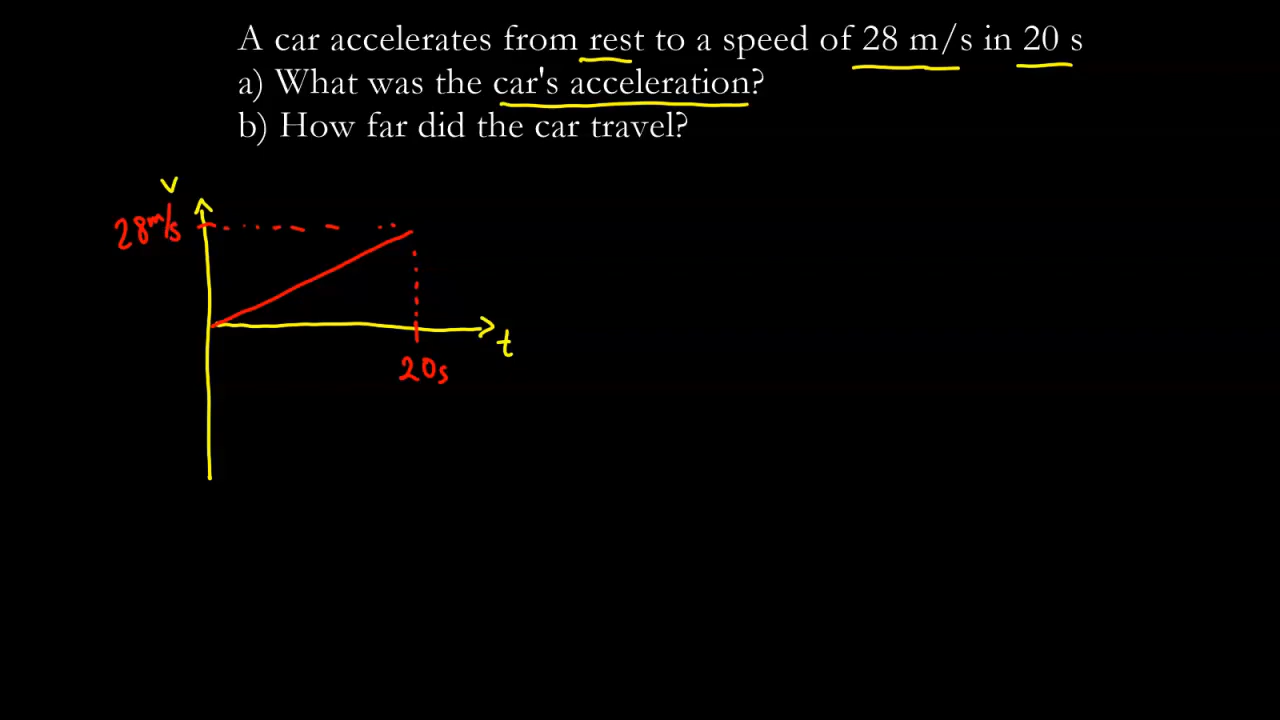 A car accelerates from rest to a speed of 28 m/s in 20 s
a) What was the car's acceleration?
b) How far did the car travel?
v
28 m/s
t
20s